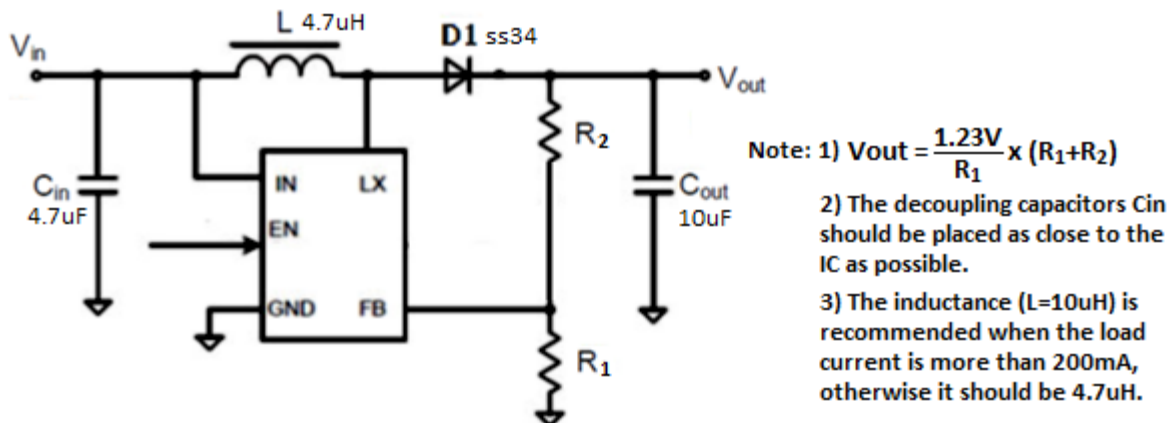 L 4.7uH
D1 ss34
Vin
Vout
R2
Cin
4.7uF
IN LX
EN
GND FB
Cout
10uF
R1
Note: 1) Vout = 1.23V/R1 x (R1+R2)
2) The decoupling capacitors Cin
should be placed as close to the
IC as possible.
3) The inductance (L=10uH) is
recommended when the load
current is more than 200mA,
otherwise it should be 4.7uH.